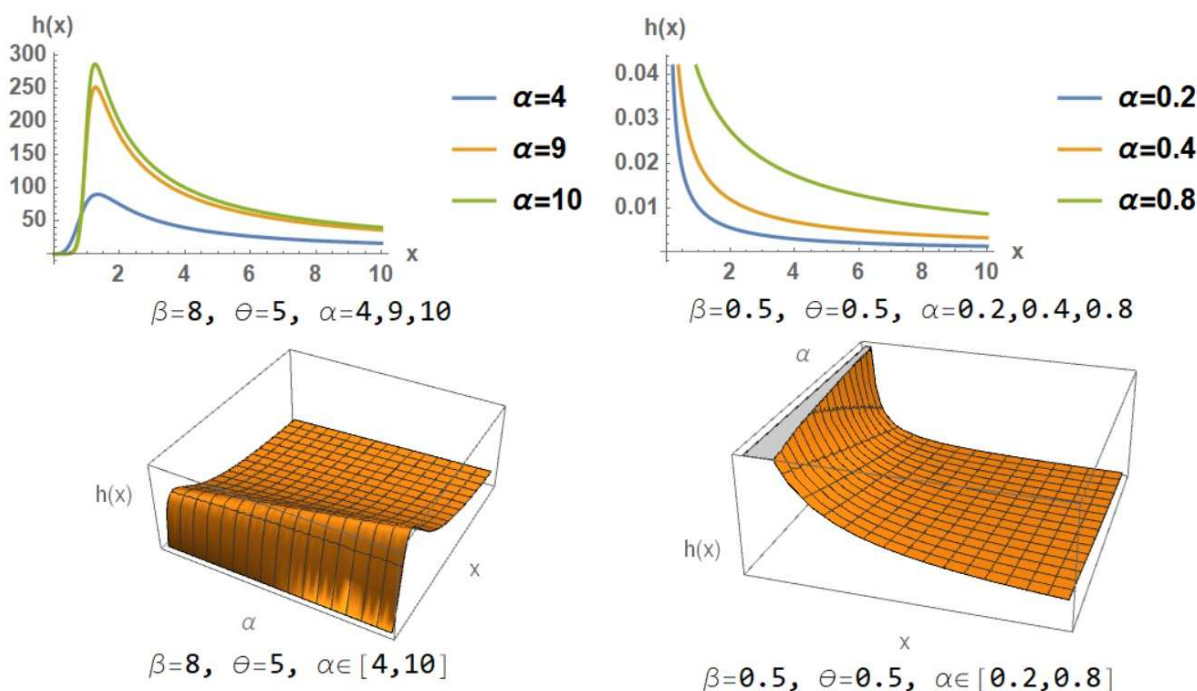 h(x)
300
250
200
150
100
50
2 4 6 8 10
x
α=4
α=9
α=10
β=8, θ=5, α=4,9,10
h(x)
0.04
0.03
0.02
0.01
2 4 6 8 10
x
α=0.2
α=0.4
α=0.8
β=0.5, θ=0.5, α=0.2,0.4,0.8
h(x)
x
α
β=8, θ=5, α∈[4,10]
α
h(x)
x
β=0.5, θ=0.5, α∈[0.2,0.8]